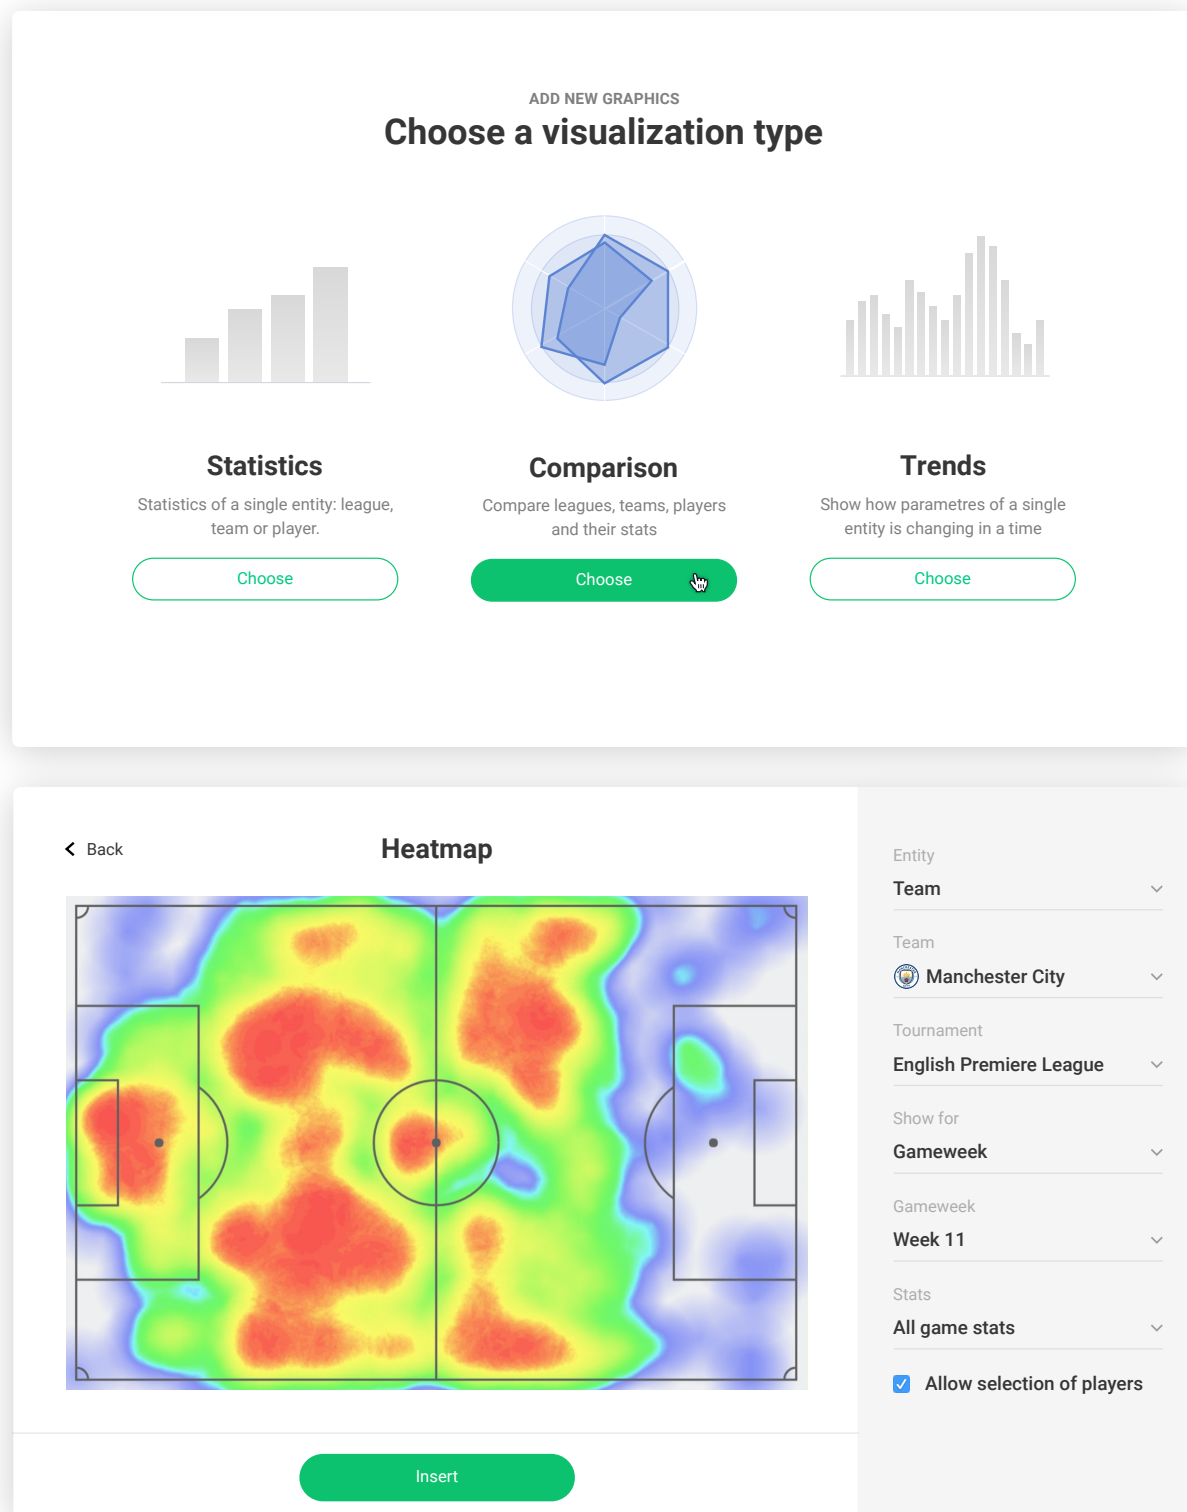 ADD NEW GRAPHICS
Choose a visualization type
Statistics
Statistics of a single entity: league,
team or player.
Choose
Comparison
Compare leagues, teams, players
and their stats
Choose
Trends
Show how parametres of a single
entity is changing in a time
Choose
Back
Heatmap
Insert
Entity
Team
Team
Manchester City
Tournament
English Premiere League
Show for
Gameweek
Gameweek
Week 11
Stats
All game stats
Allow selection of players